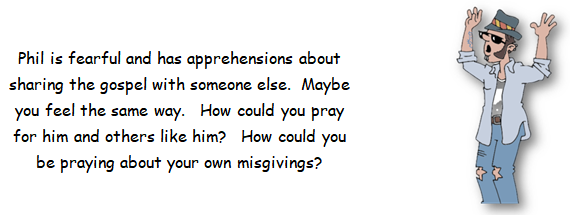 Phil is fearful and has apprehensions about
sharing the gospel with someone else.  Maybe
you feel the same way.   How could you pray
for him and others like him?   How could you
be praying about your own misgivings?